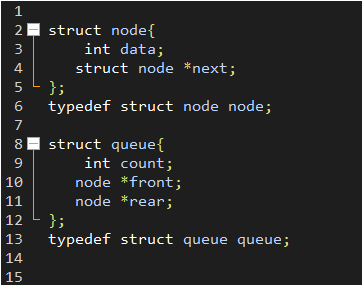 1
2 struct node{
3 int data;
4 struct node *next;
5 };
6 typedef struct node node;
7
8 struct queue{
9 int count;
10 node *front;
11 node *rear;
12 };
13 typedef struct queue queue;
14
15